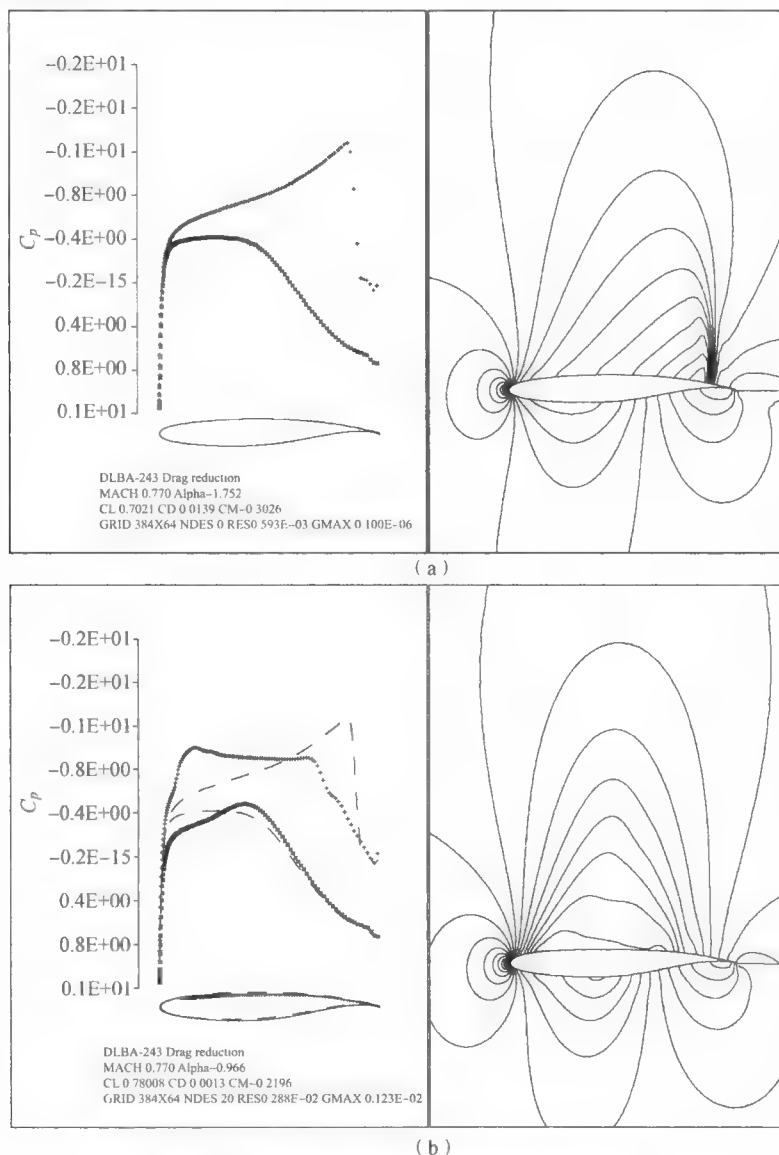 -0.2E+01
-0.2E+01
-0.1E+01
-0.8E+00
-0.4E+00
-0.2E-15
0.4E+00
0.8E+00
0.1E+01
Cp
DLBA-243 Drag reduction
MACH 0.770 Alpha-1.752
CL 0.7021 CD 0 0139 CM-0 3026
GRID 384X64 NDES 0 RES0 593E-03 GMAX 0 100E-06
(a)
-0.2E+01
-0.2E+01
-0.1E+01
-0.8E+00
-0.4E+00
-0.2E-15
0.4E+00
0.8E+00
0.1E+01
Cp
DLBA-243 Drag reduction
MACH 0.770 Alpha-0.966
CL 0 78008 CD 0 0013 CM-0 2196
GRID 384X64 NDES 20 RES0 288E-02 GMAX 0.123E-02
(b)